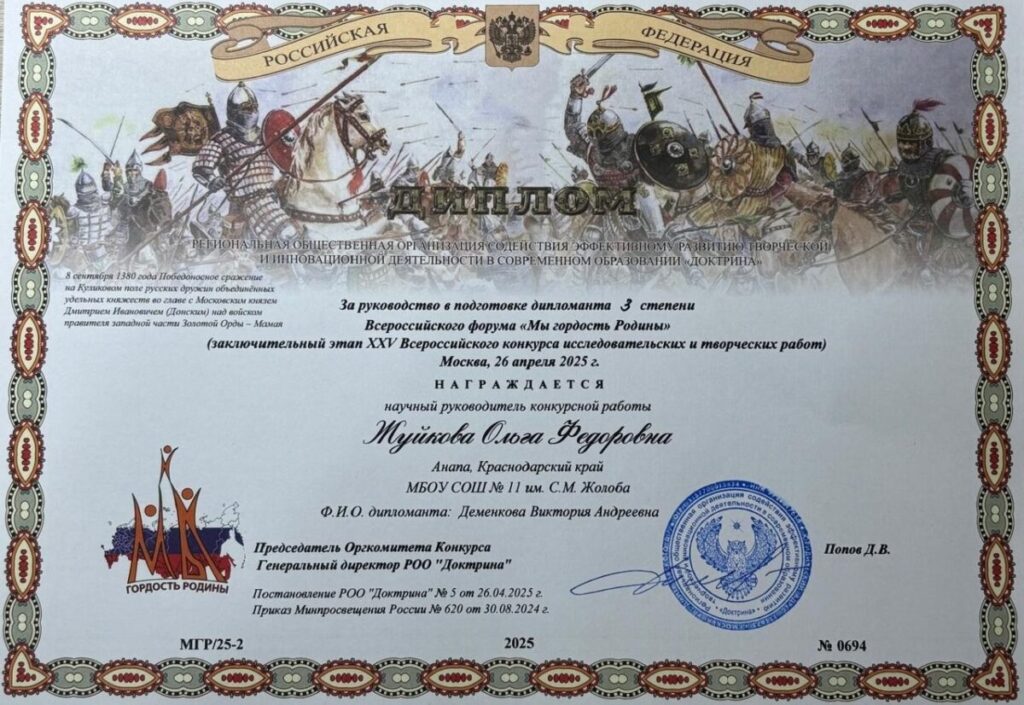 РОССИЙСКАЯ ФЕДЕРАЦИЯ
ДИПЛОМ
РЕГИОНАЛЬНАЯ ОБЩЕСТВЕННАЯ ОРГАНИЗАЦИЯ СОДЕЙСТВИЯ ЭФФЕКТИВНОМУ РАЗВИТИЮ ТВОРЧЕСКОЙ
И ИННОВАЦИОННОЙ ДЕЯТЕЛЬНОСТИ В СОВРЕМЕННОМ ОБРАЗОВАНИИ «ДОКТРИНА»
8 сентября 1380 года Победоносное сражение
на Куликовом поле русских дружин объединённых
удельных княжеств во главе с Московским князем
Дмитрием Ивановичем (Донским) над войском
правителя западной части Золотой Орды – Мамая
За руководство в подготовке дипломанта 3 степени
Всероссийского форума «Мы гордость Родины»
(заключительный этап XXV Всероссийского конкурса исследовательских и творческих работ)
Москва, 26 апреля 2025 г.
НАГРАЖДАЕТСЯ
научный руководитель конкурсной работы
Жуйкова Ольга Федоровна
Анапа, Краснодарский край
МБОУ СОШ № 11 им. С.М. Жолоба
Ф.И.О. дипломанта: Деменкова Виктория Андреевна
ГОРДОСТЬ РОДИНЫ
Председатель Оргкомитета Конкурса
Генеральный директор РОО "Доктрина"
Попов Д.В.
Постановление РОО "Доктрина" № 5 от 26.04.2025 г.
Приказ Минпросвещения России № 620 от 30.08.2024 г.
«Доктрина»
МГР/25-2
2025
№ 0694